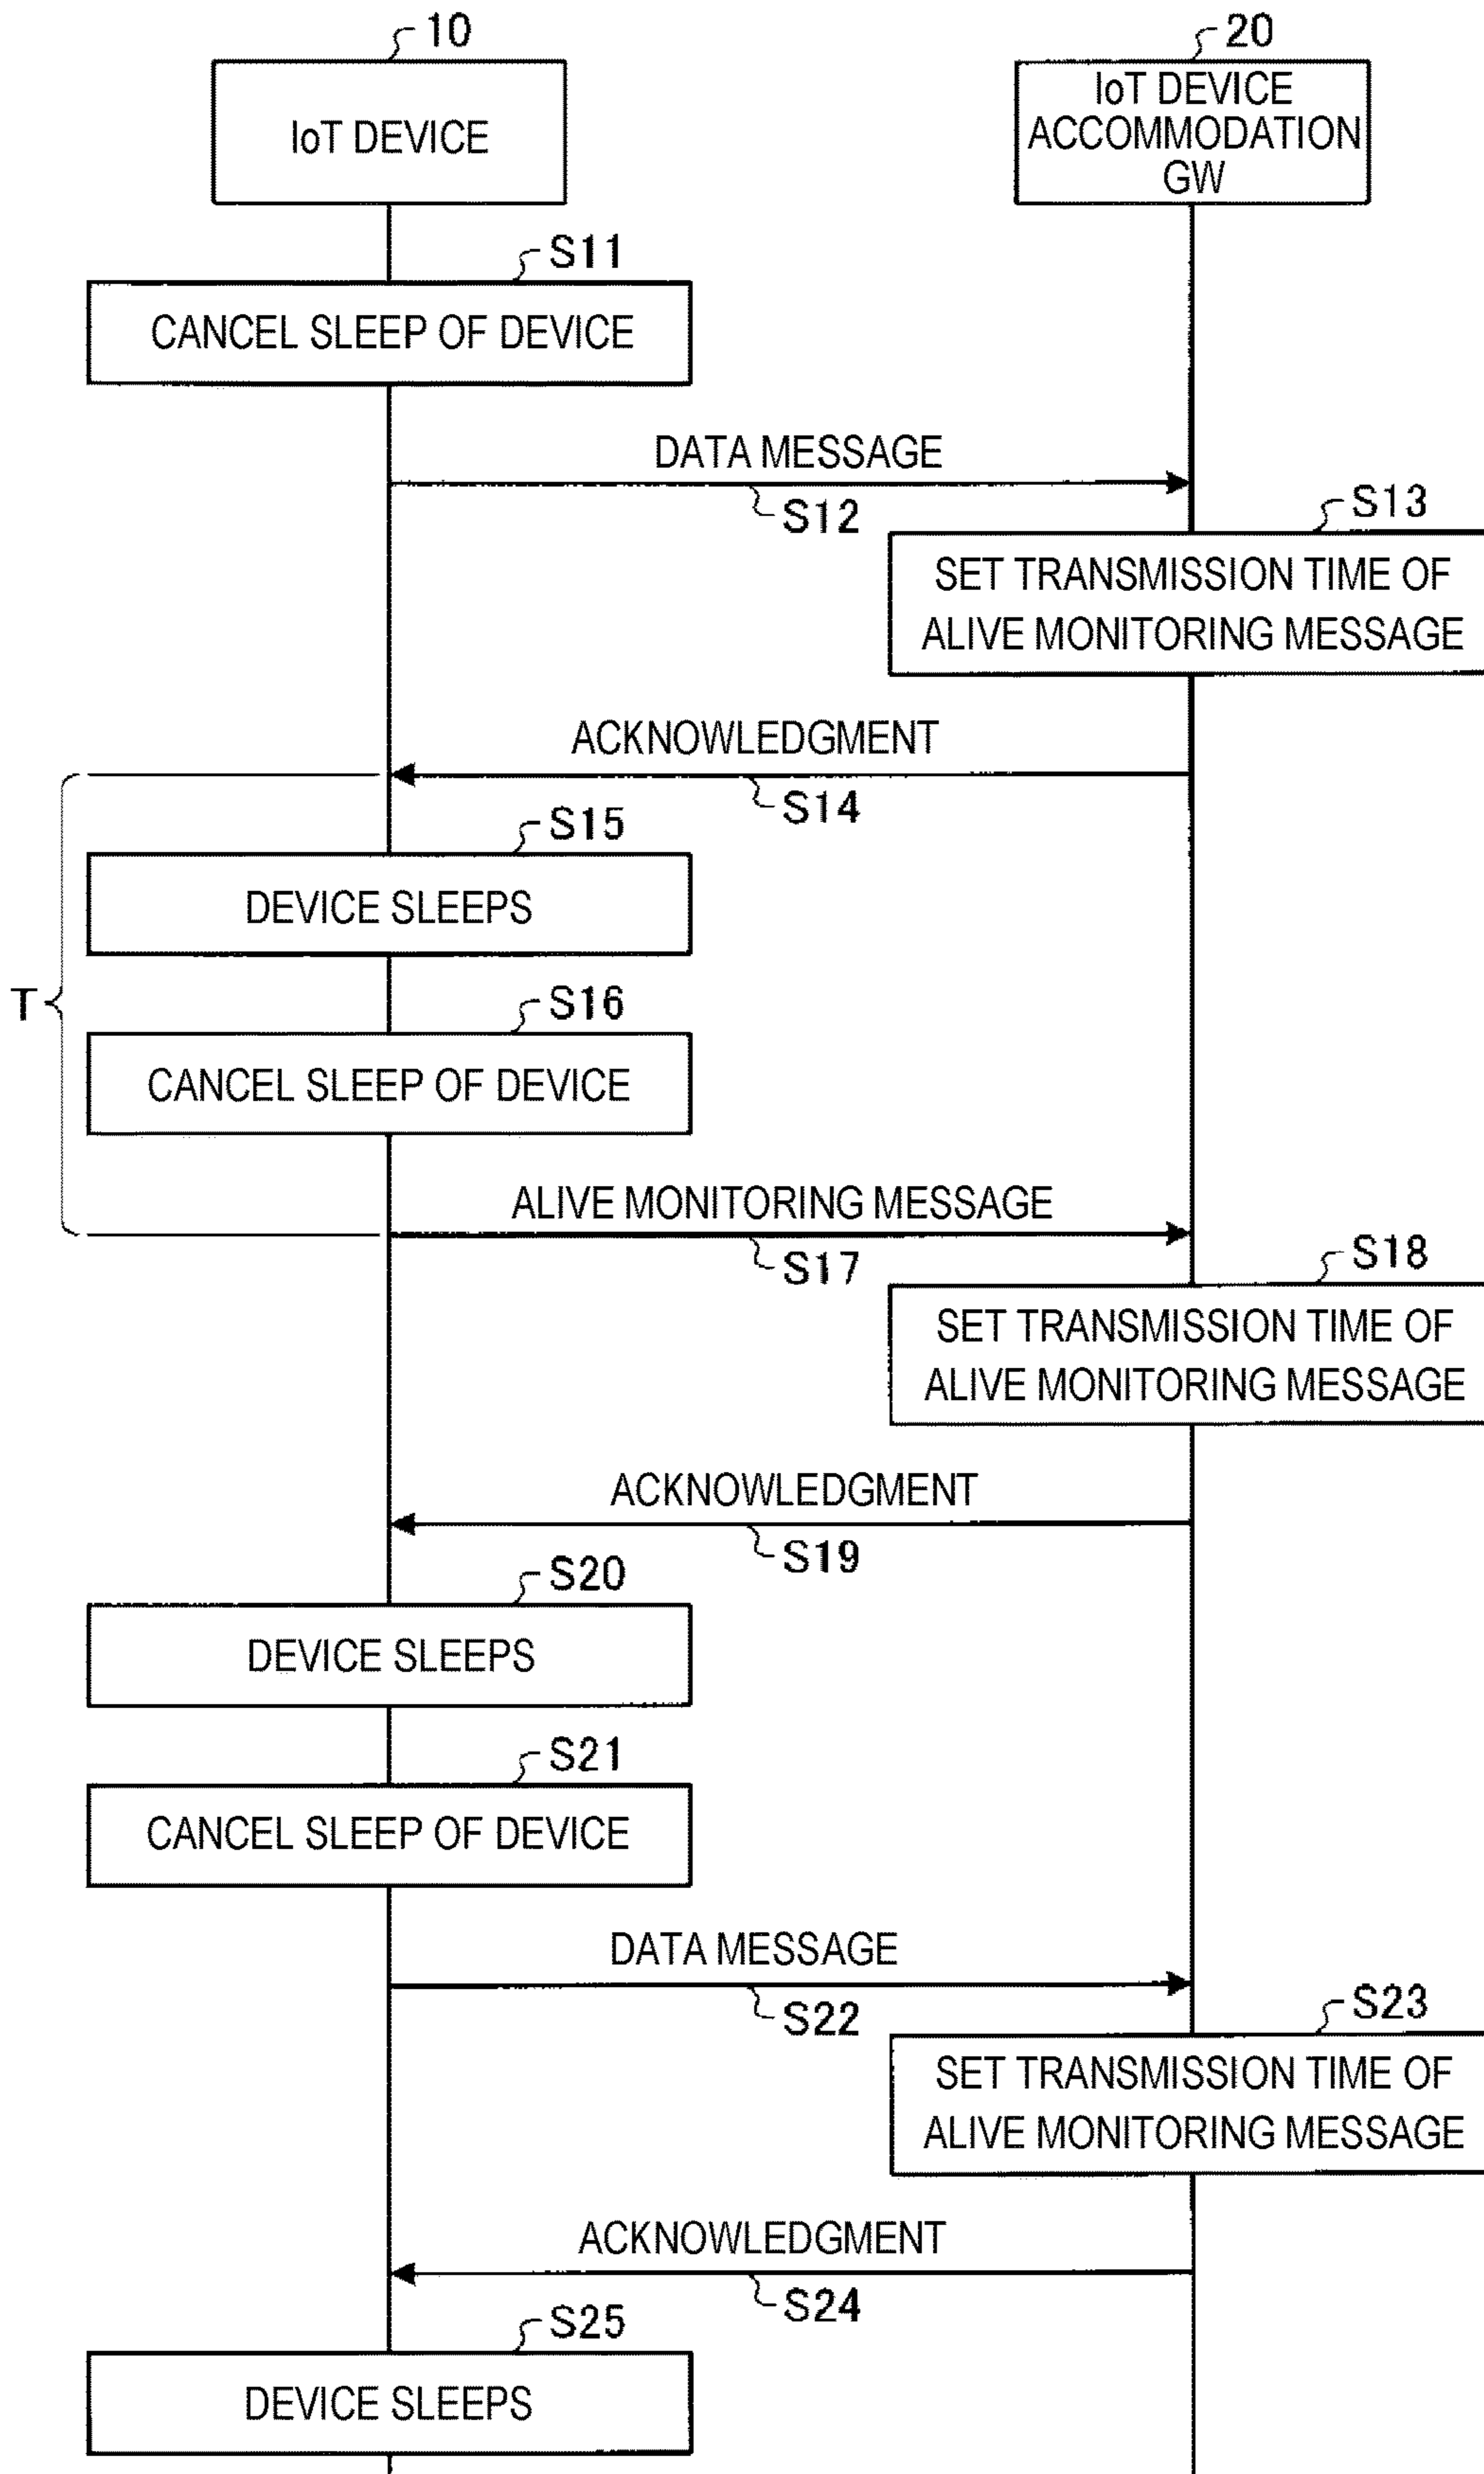 10
20
IoT DEVICE
IoT DEVICE
ACCOMMODATION
GW
S11
CANCEL SLEEP OF DEVICE
DATA MESSAGE
S12
S13
SET TRANSMISSION TIME OF
ALIVE MONITORING MESSAGE
ACKNOWLEDGMENT
S14
S15
DEVICE SLEEPS
T
S16
CANCEL SLEEP OF DEVICE
ALIVE MONITORING MESSAGE
S17
S18
SET TRANSMISSION TIME OF
ALIVE MONITORING MESSAGE
ACKNOWLEDGMENT
S19
S20
DEVICE SLEEPS
S21
CANCEL SLEEP OF DEVICE
DATA MESSAGE
S22
S23
SET TRANSMISSION TIME OF
ALIVE MONITORING MESSAGE
ACKNOWLEDGMENT
S24
S25
DEVICE SLEEPS